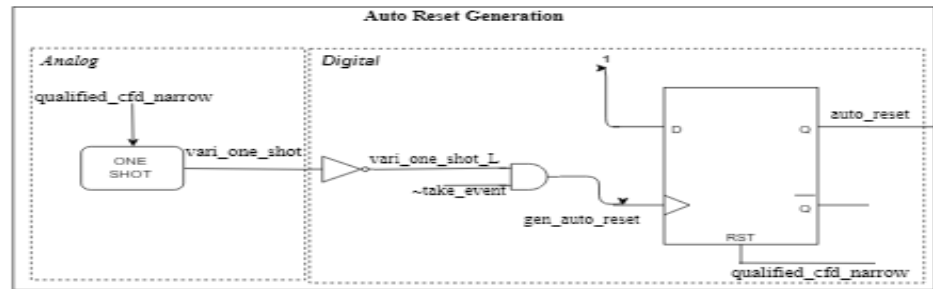 Auto Reset Generation
Analog
Digital
1
qualified_cfd_narrow
D
Q
auto_reset
ONE
SHOT
vari_one_shot
vari_one_shot_L
~take_event
gen_auto_reset
Q
RST
qualified_cfd_narrow